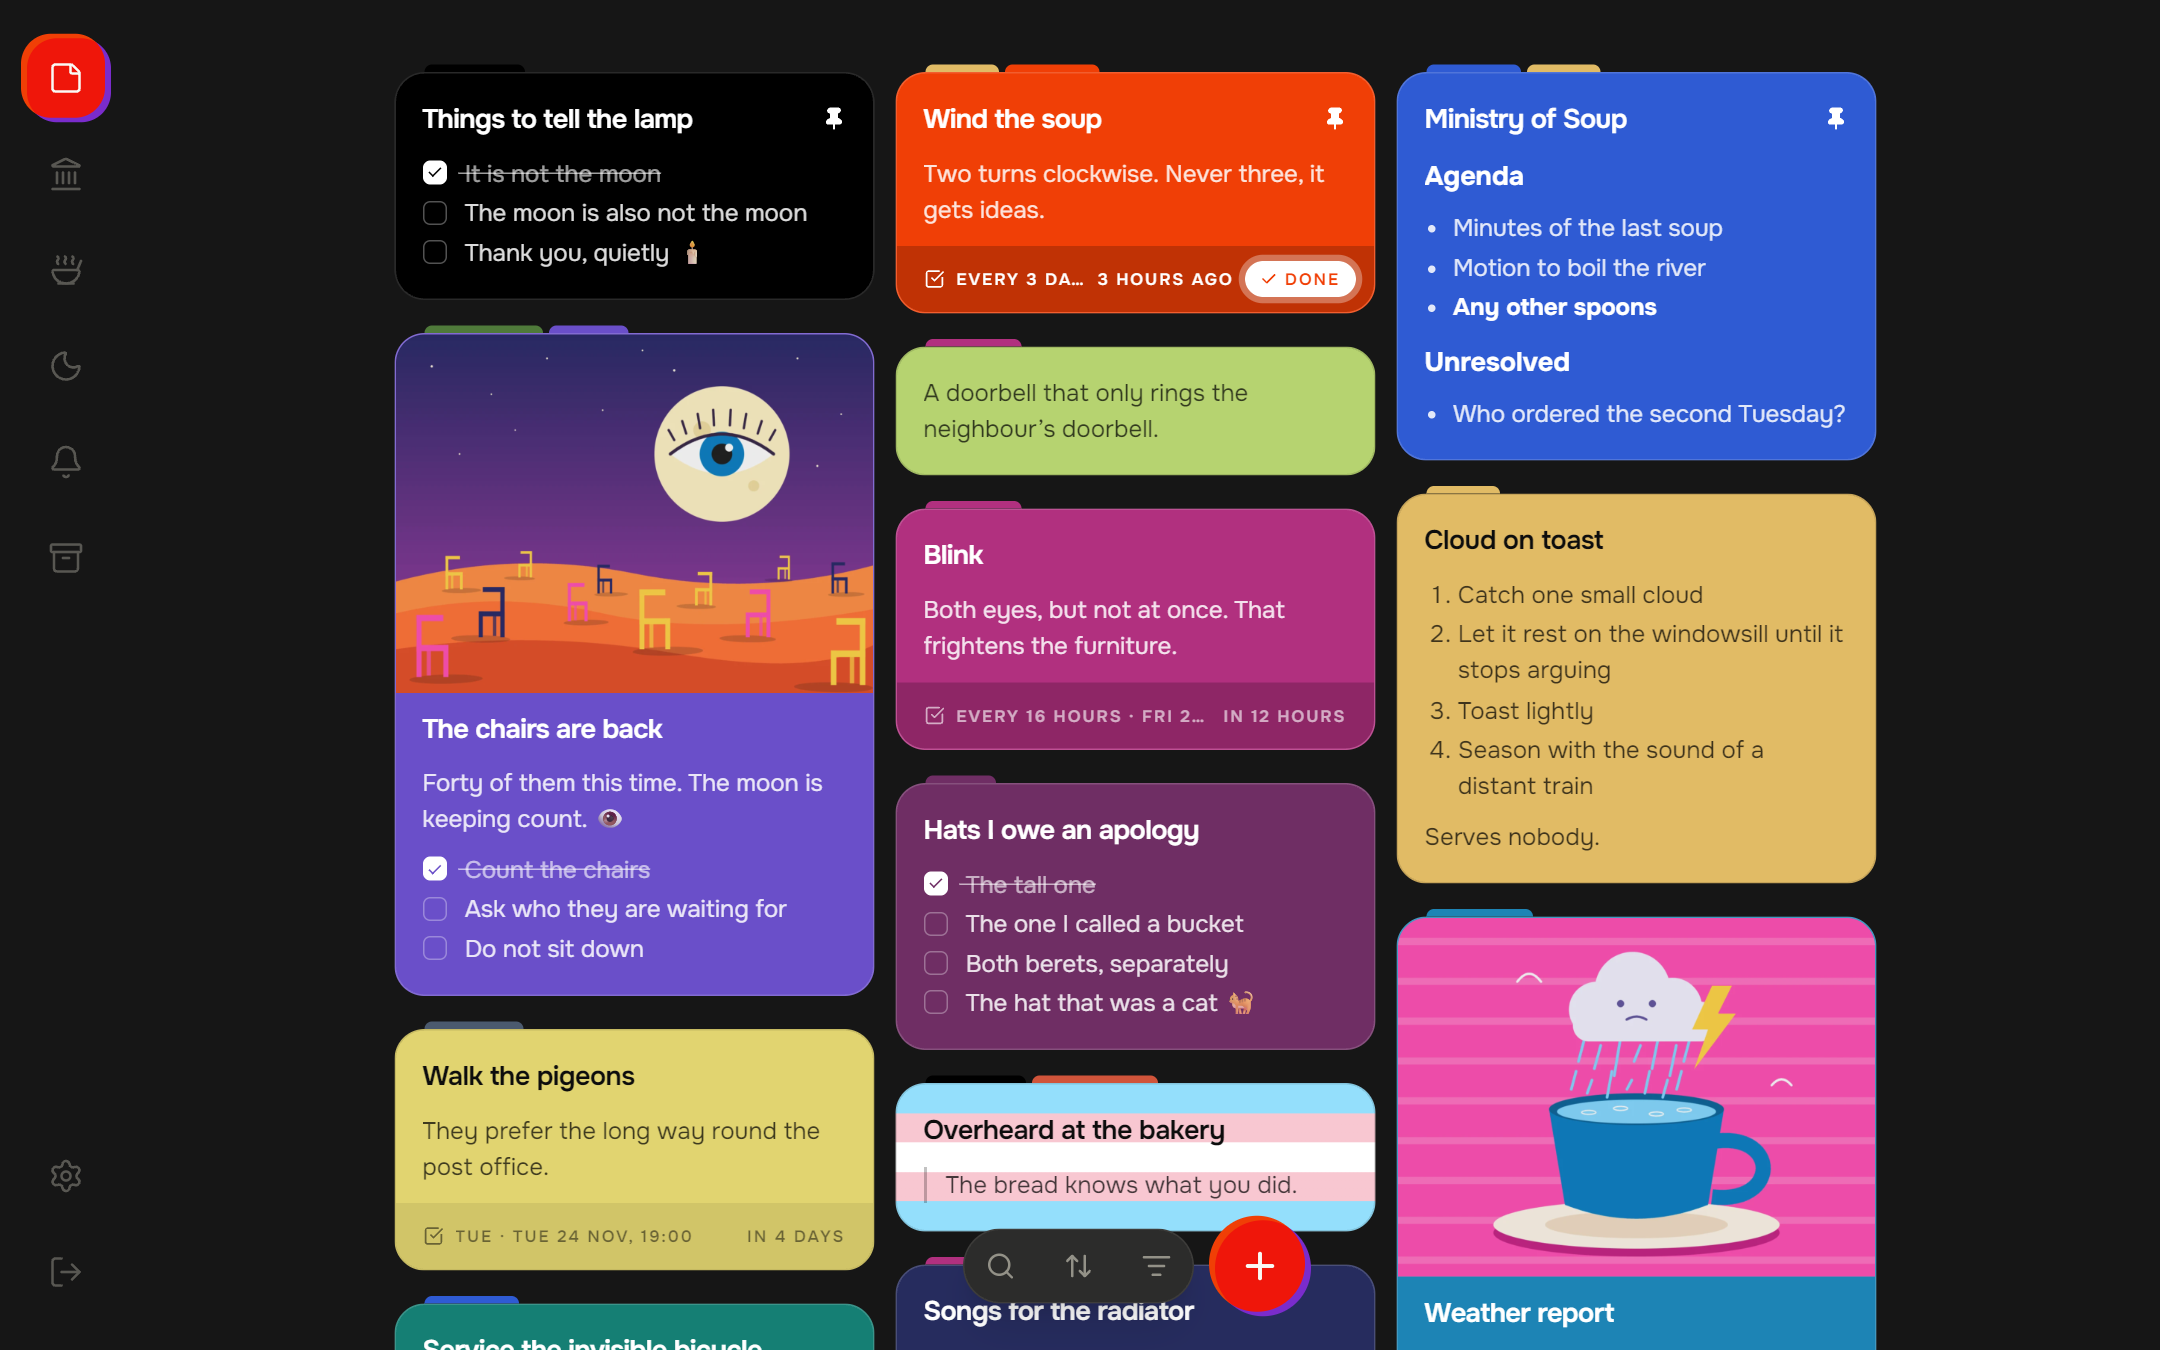 Things to tell the lamp
It is not the moon
The moon is also not the moon
Thank you, quietly
The chairs are back
Forty of them this time. The moon is
keeping count.
Count the chairs
Ask who they are waiting for
Do not sit down
Walk the pigeons
They prefer the long way round the
post office.
TUE · TUE 24 NOV, 19:00 IN 4 DAYS
Service the invisible bicycle
Wind the soup
Two turns clockwise. Never three, it
gets ideas.
EVERY 3 DA… 3 HOURS AGO DONE
A doorbell that only rings the
neighbour’s doorbell.
Blink
Both eyes, but not at once. That
frightens the furniture.
EVERY 16 HOURS · FRI 2… IN 12 HOURS
Hats I owe an apology
The tall one
The one I called a bucket
Both berets, separately
The hat that was a cat
Overheard at the bakery
The bread knows what you did.
Songs for the radiator
Ministry of Soup
Agenda
• Minutes of the last soup
• Motion to boil the river
• Any other spoons
Unresolved
• Who ordered the second Tuesday?
Cloud on toast
1. Catch one small cloud
2. Let it rest on the windowsill until it
stops arguing
3. Toast lightly
4. Season with the sound of a
distant train
Serves nobody.
Weather report